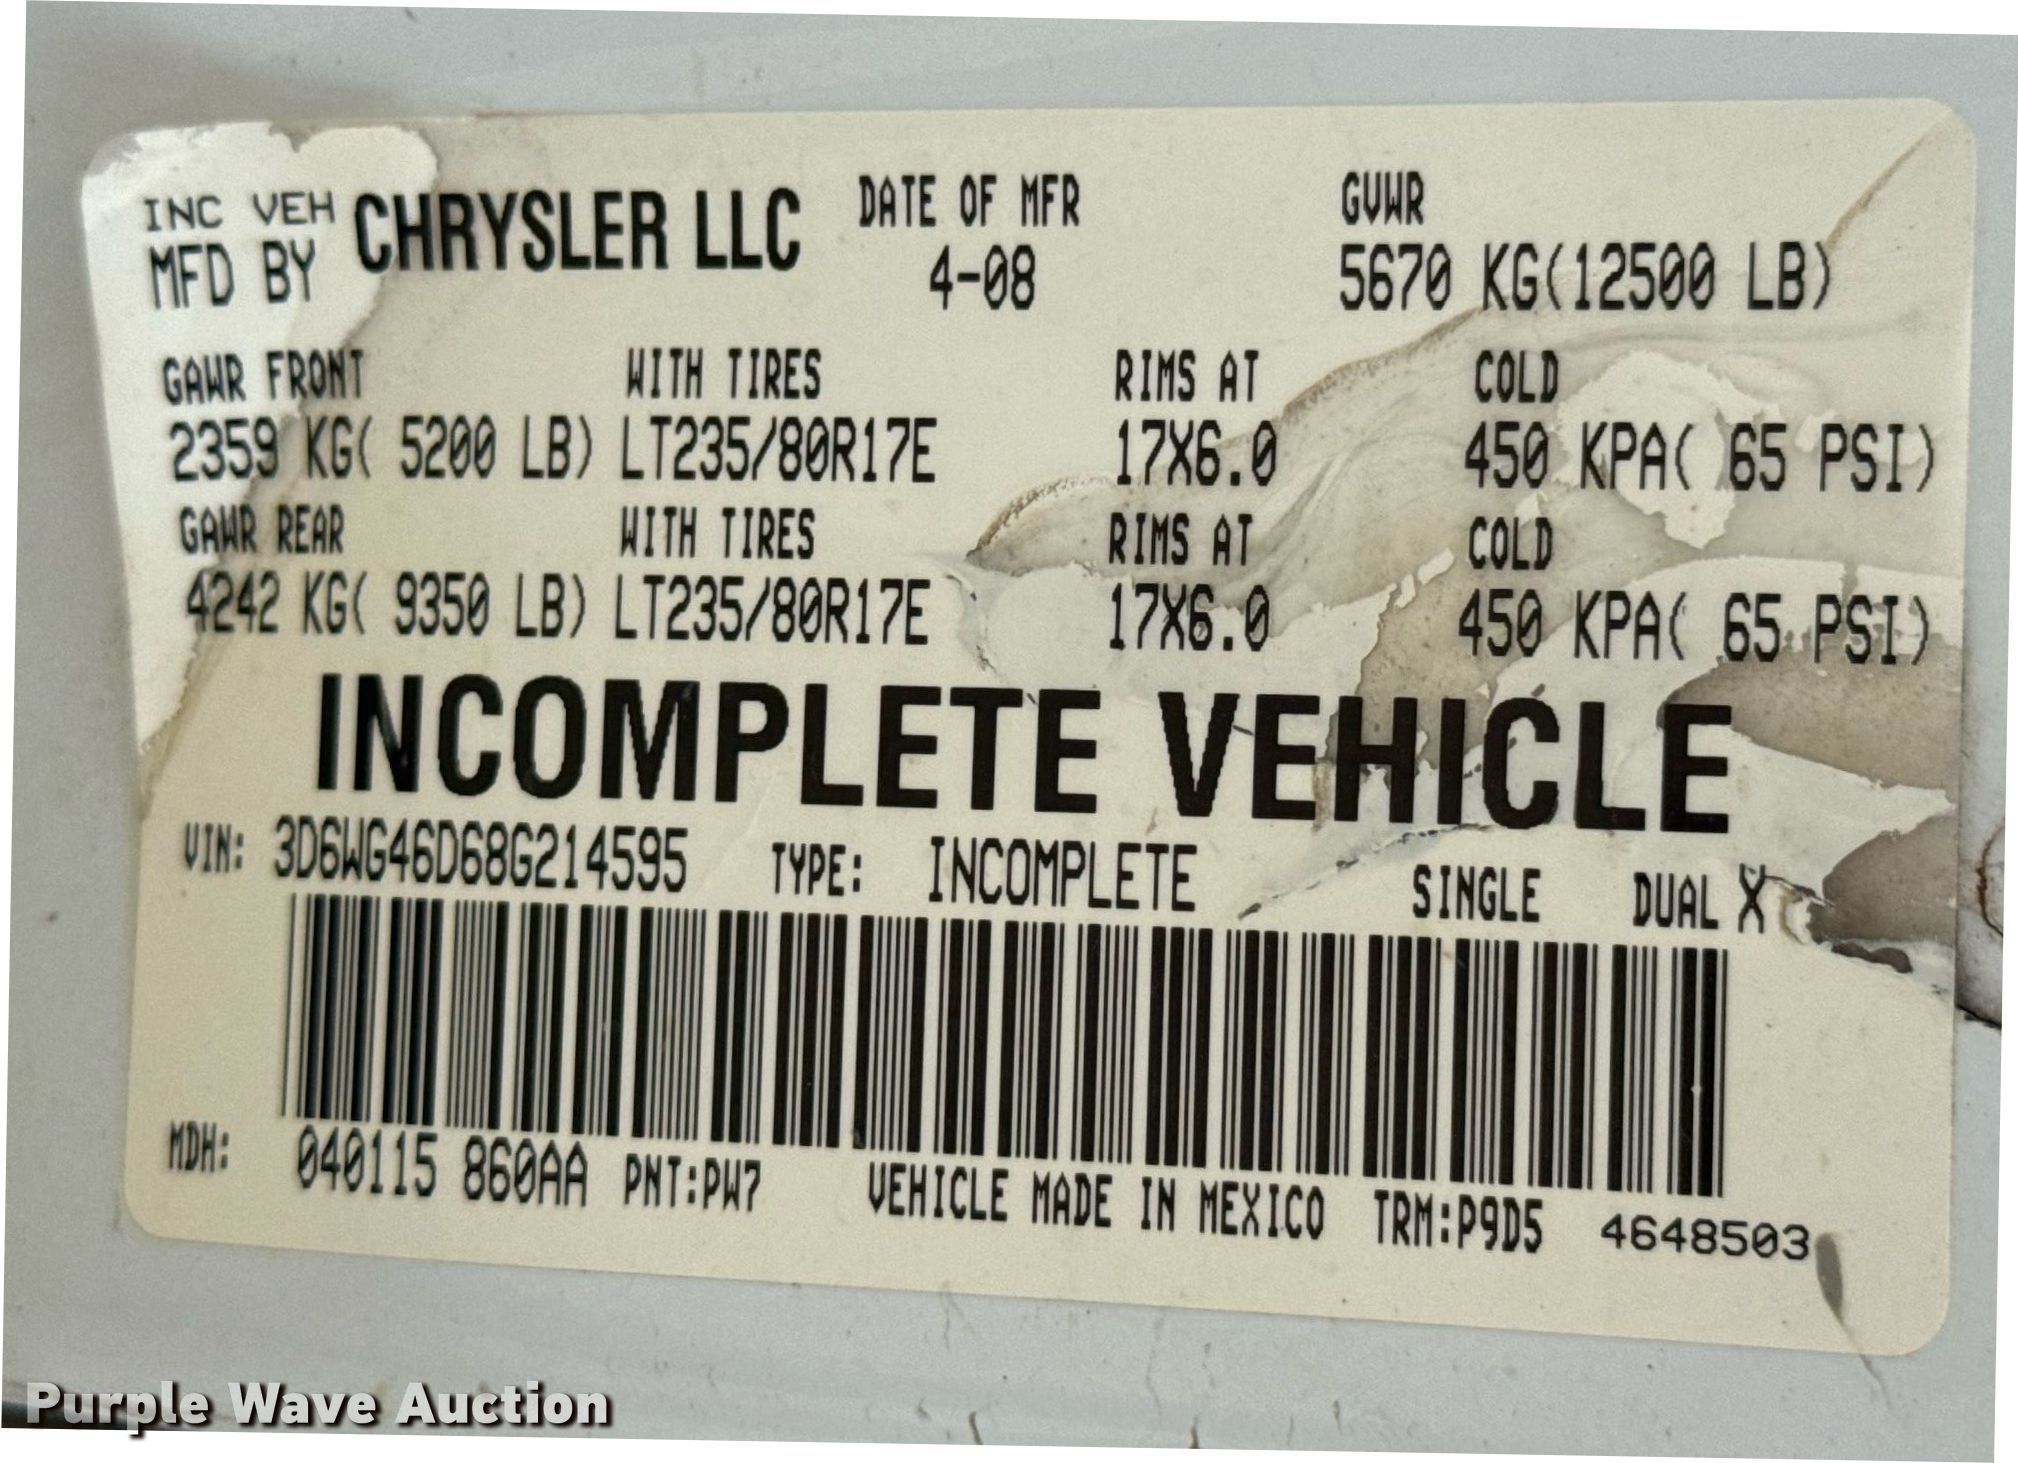 INC VEH CHRYSLER LLC DATE OF MFR GVWR
MFD BY 4-08 5670 KG(12500 LB)
GAWR FRONT WITH TIRES RIMS AT COLD
2359 KG( 5200 LB) LT235/80R17E 17X6.0 450 KPA( 65 PSI)
GAWR REAR WITH TIRES RIMS AT COLD
4242 KG( 9350 LB) LT235/80R17E 17X6.0 450 KPA( 65 PSI)
INCOMPLETE VEHICLE
VIN: 3D6WG46D68G214595 TYPE: INCOMPLETE SINGLE DUAL X
MDH: 040115 860AA PNT:PW7 VEHICLE MADE IN MEXICO TRM:P9D5 4648503
Purple Wave Auction